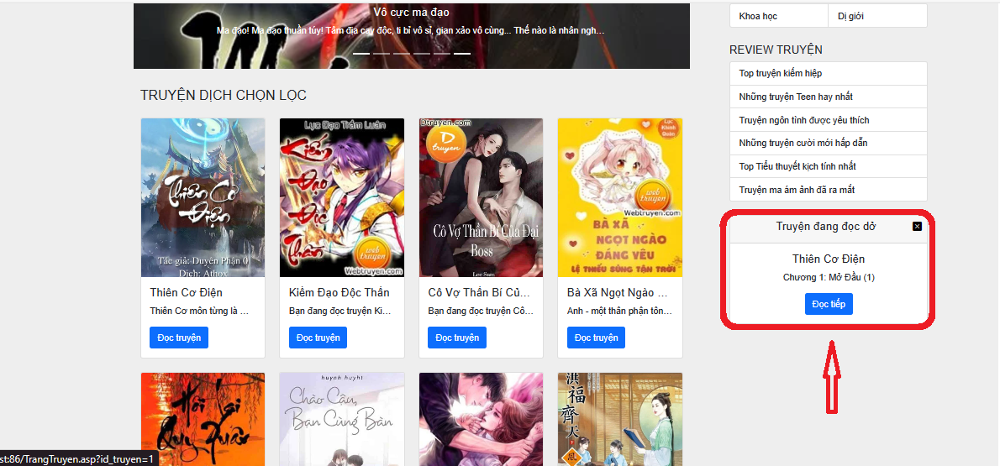 Vô cực ma đạo
Ma đạo! Ma đạo thuần túy! Tâm địa cay độc, ti bỉ vô sỉ, gian xảo vô cùng... Thế nào là nhân ngh...
Khoa học
Dị giới
REVIEW TRUYỆN
Top truyện kiếm hiệp
Những truyện Teen hay nhất
Truyện ngôn tình được yêu thích
Những truyện cười mới hấp dẫn
Top Tiểu thuyết kịch tính nhất
Truyện ma ám ảnh đã ra mắt
Truyện đang đọc dở
Thiên Cơ Điện
Chương 1: Mở Đầu (1)
Đọc tiếp
TRUYỆN DỊCH CHỌN LỌC
Thiên Cơ
Điện
Tác giả: Duyên Phận 0
Dịch: Athox
Lục Đạo Trầm Luân
Kiếm
Đạo
Độc
Thần
web
truyen
Webtruyen.com
Dtruyen.com
D
truyen
Cô Vợ Thần Bí Của Đại
Boss
Lạc Sam
Lục
Khinh
Quân
web
truyen
Webtruyen.com
BÀ XÃ
NGỌT NGÀO
ĐÁNG YÊU
LỆ THIẾU SỦNG TẬN TRỜI
Thiên Cơ Điện
Thiên Cơ môn từng là ...
Đọc truyện
Kiếm Đạo Độc Thần
Bạn đang đọc truyện Ki...
Đọc truyện
Cô Vợ Thần Bí Củ...
Bạn đang đọc truyện Cô...
Đọc truyện
Bà Xã Ngọt Ngào ...
Anh - một thân phận tôn...
Đọc truyện
huynh huyht
Chào Cậu,
Bạn Cùng Bàn
洪福齊天
st:86/TrangTruyen.asp?id_truyen=1